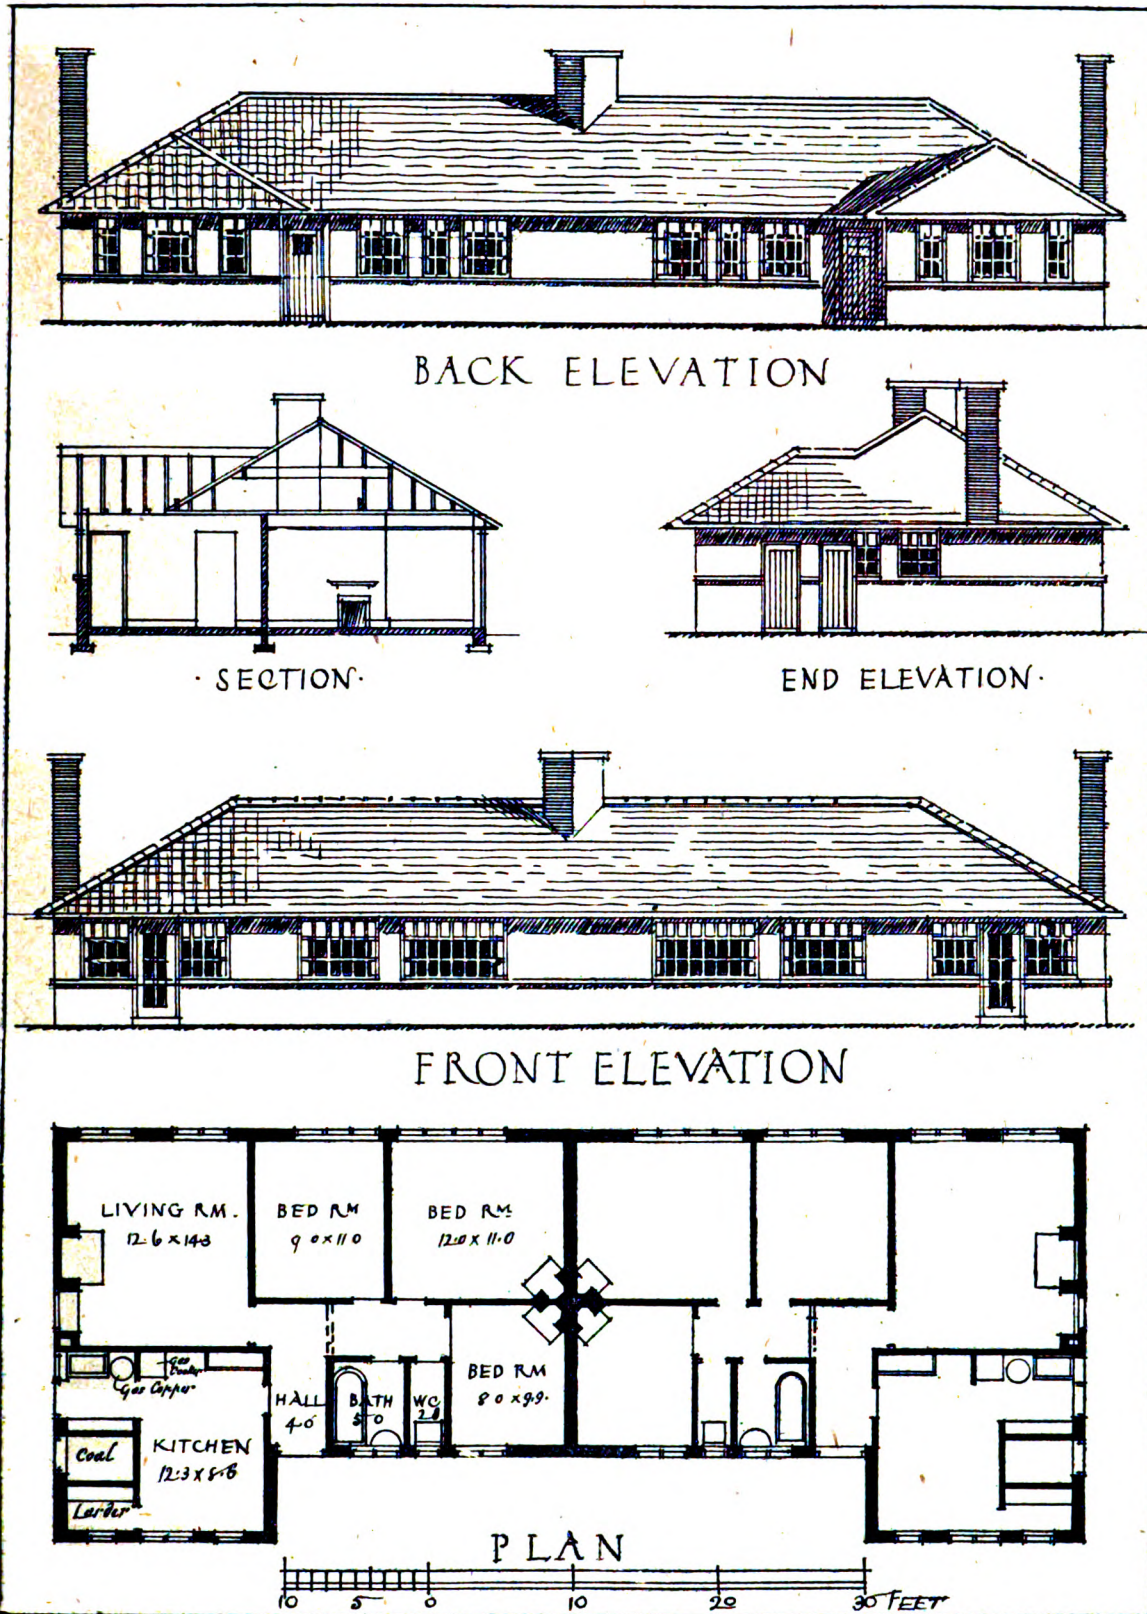 BACK ELEVATION
· SECTION ·
END ELEVATION ·
FRONT ELEVATION
LIVING RM.
12.6 x 14.3
BED RM
9 0 x 11 0
BED RM.
12.0 x 11.0
BED RM
8 0 x 9.9.
HALL
4.0
BATH
5 0
WC
Gas
Gas Copper
Coal
KITCHEN
12.3 x 8.6
Larder
PLAN
10 5 0 10 20 30 FEET